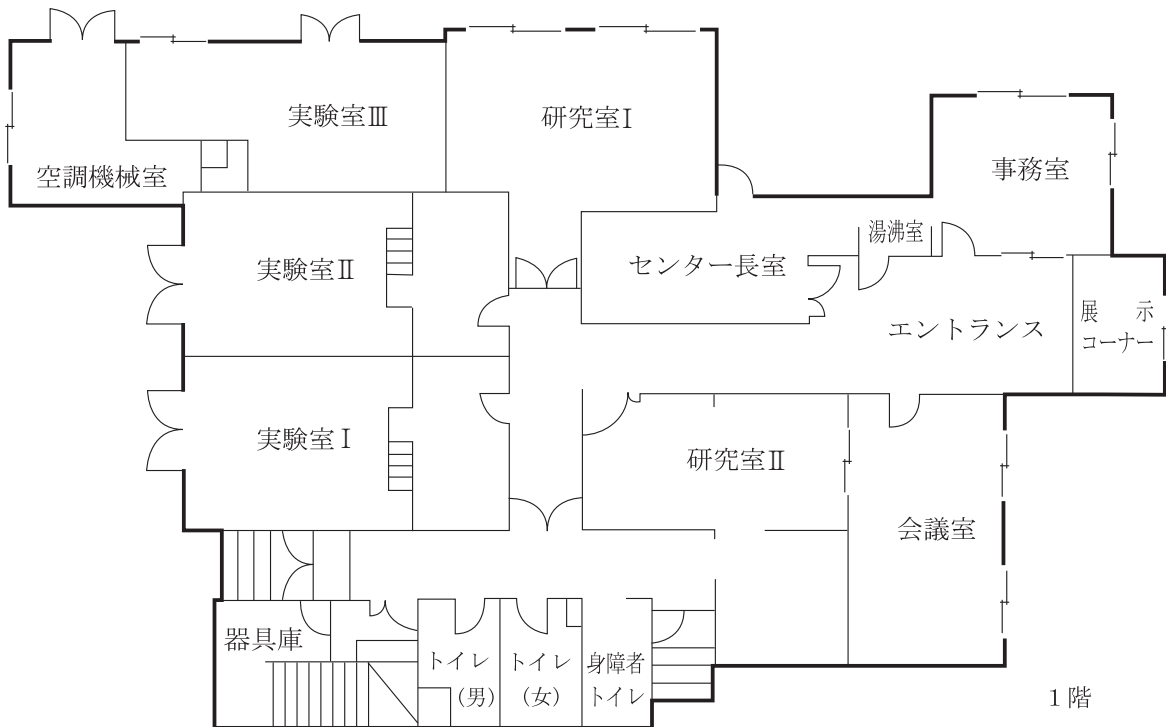 実験室Ⅲ
研究室Ⅰ
空調機械室
事務室
湯沸室
実験室Ⅱ
センター長室
エントランス
展　示
コーナー
実験室Ⅰ
研究室Ⅱ
会議室
器具庫
トイレ
(男)
トイレ
(女)
身障者
トイレ
1階